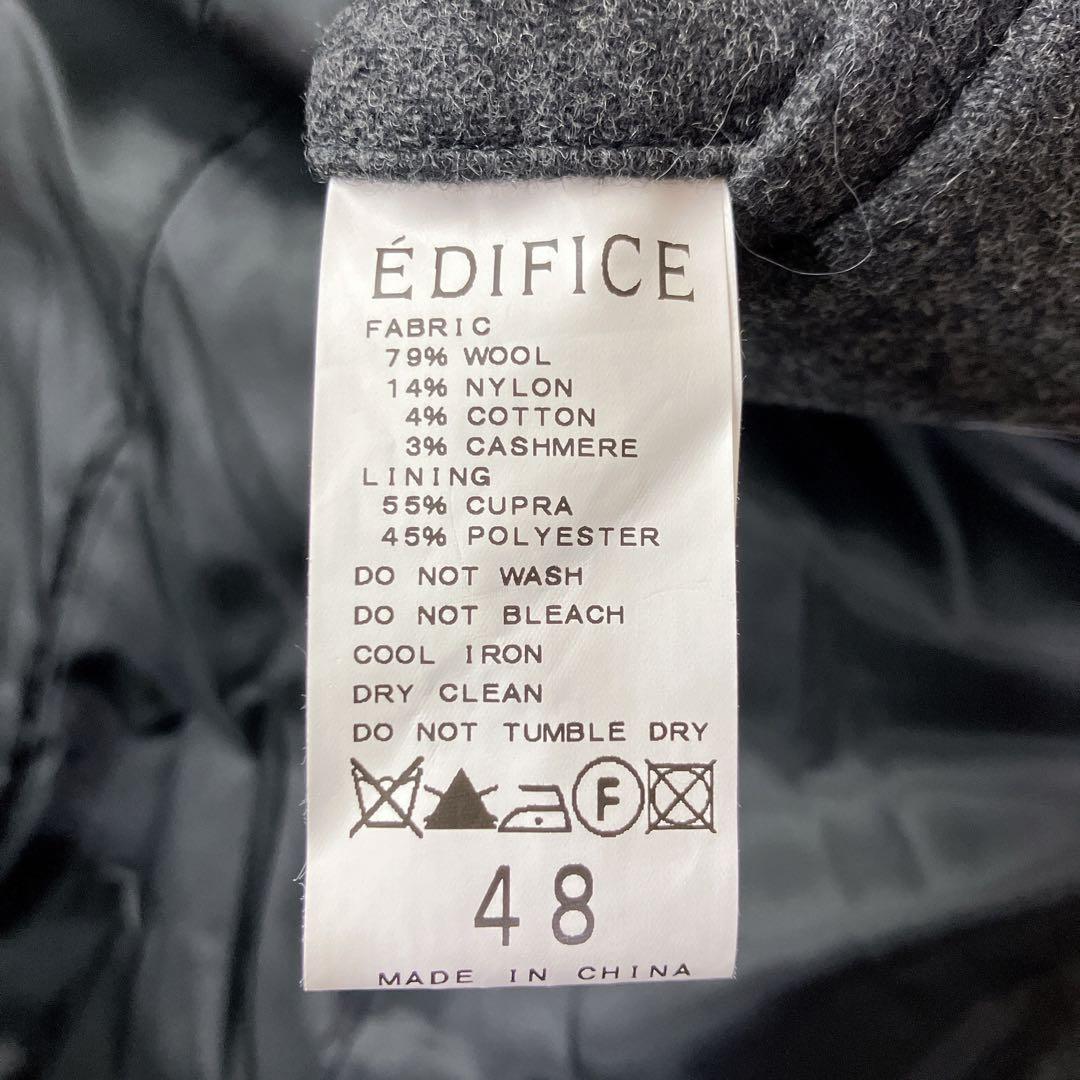 ÉDIFICE
FABRIC
79% WOOL
14% NYLON
4% COTTON
3% CASHMERE
LINING
55% CUPRA
45% POLYESTER
DO NOT WASH
DO NOT BLEACH
COOL IRON
DRY CLEAN
DO NOT TUMBLE DRY
F
48
MADE IN CHINA